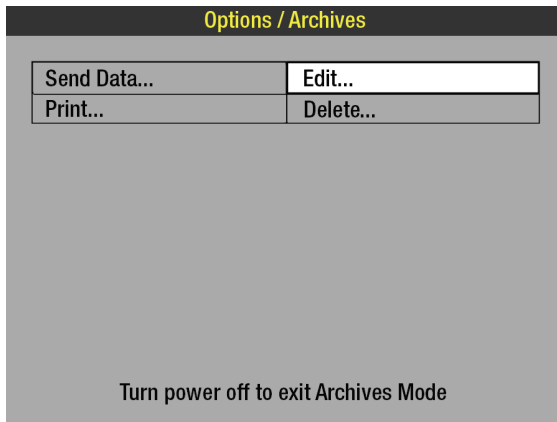 Options / Archives
Send Data... Edit...
Print... Delete...
Turn power off to exit Archives Mode